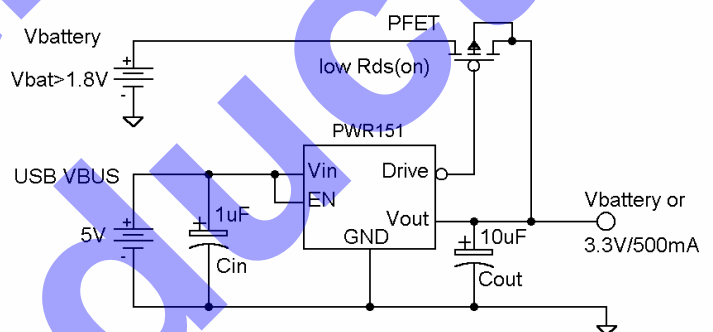 PFET
Vbattery
Vbat>1.8V
+
-
low Rds(on)
PWR151
USB VBUS
Vin
Drive
EN
5V
+
-
+
1uF
Cin
Vout
GND
+
10uF
Cout
Vbattery or
3.3V/500mA